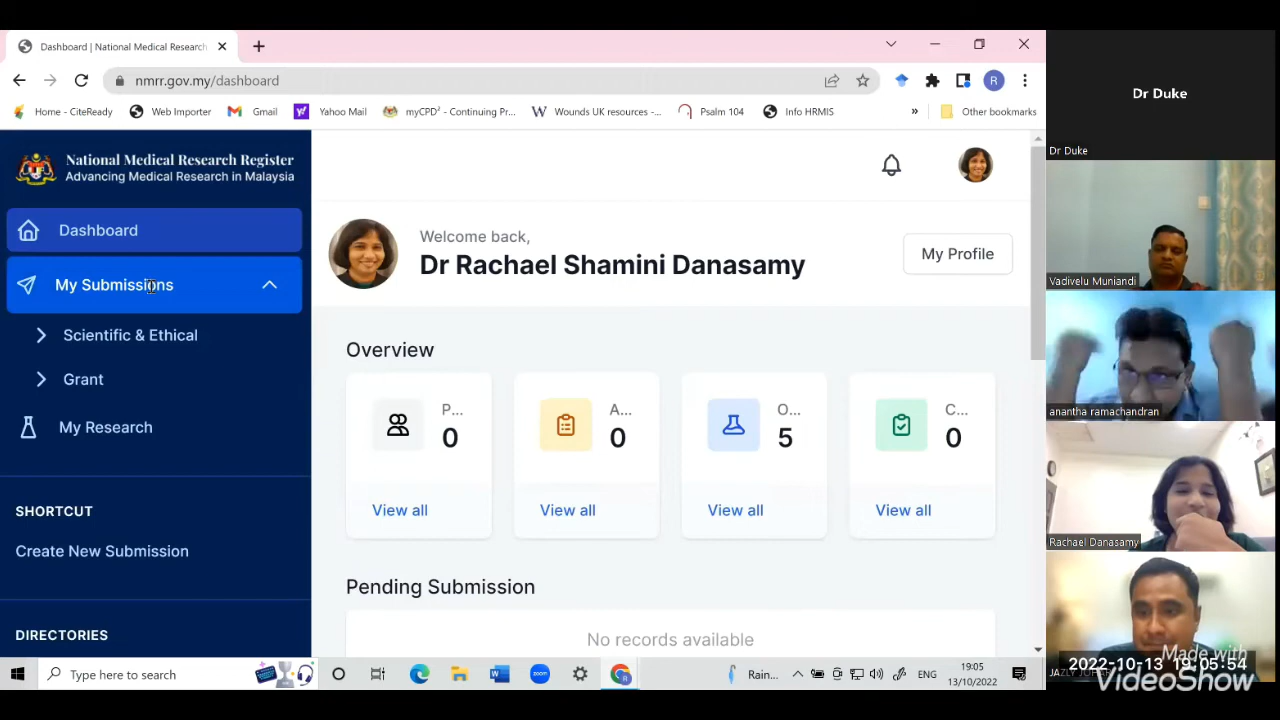 Dashboard | National Medical Research
nmrr.gov.my/dashboard
R
Home - CiteReady
Web Importer
Gmail
Yahoo Mail
myCPD² - Continuing Pr...
Wounds UK resources -...
Psalm 104
Info HRMIS
»
Other bookmarks
National Medical Research Register
Advancing Medical Research in Malaysia
Dashboard
My Submissions
Scientific & Ethical
Grant
My Research
SHORTCUT
Create New Submission
DIRECTORIES
Welcome back,
Dr Rachael Shamini Danasamy
My Profile
Overview
P...
0
View all
A...
0
View all
O...
5
View all
C...
0
View all
Pending Submission
No records available
Type here to search
zoom
Rain...
ENG
19:05
13/10/2022
Dr Duke
Dr Duke
Vadivelu Muniandi
anantha ramachandran
Rachael Danasamy
Made with
2022-10-13 19:05:54
VideoShow